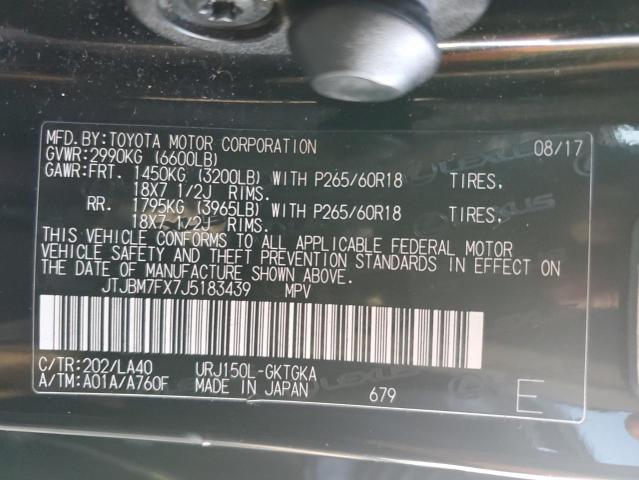 MFD.BY:TOYOTA MOTOR CORPORATION 08/17
GVWR:2990KG (6600LB)
GAWR:FRT. 1450KG (3200LB) WITH P265/60R18 TIRES,
18X7 1/2J RIMS.
RR. 1795KG (3965LB) WITH P265/60R18 TIRES,
18X7 1/2J RIMS.
THIS VEHICLE CONFORMS TO ALL APPLICABLE FEDERAL MOTOR
VEHICLE SAFETY AND THEFT PREVENTION STANDARDS IN EFFECT ON
THE DATE OF MANUFACTURE SHOWN ABOVE.
JTJBM7FX7J5183439 MPV
C/TR:202/LA40 URJ150L-GKTGKA
A/TM:A01A/A760F MADE IN JAPAN 679 E